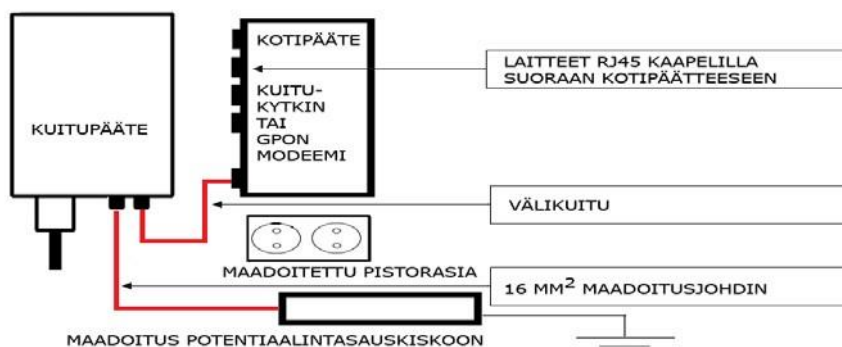 KUITUPÄÄTE
KOTIPÄÄTE
KUITU-
KYTKIN
TAI
GPON
MODEEMI
LAITTEET RJ45 KAAPELILLA
SUORAAN KOTIPÄÄTTEESEEN
VÄLIKUITU
MAADOITETTU PISTORASIA
16 MM² MAADOITUSJOHDIN
MAADOITUS POTENTIAALINTASAUSKISKOON